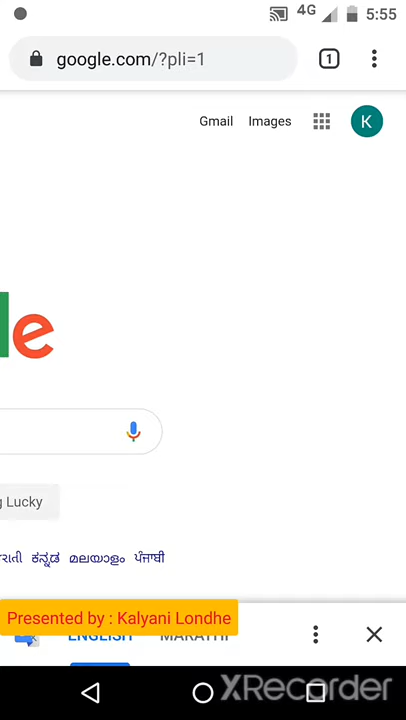 4G 5:55
google.com/?pli=1 1
Gmail Images K
le
g Lucky
રાતી ಕನ್ನಡ മലയാളം ਪੰਜਾਬੀ
Presented by : Kalyani Londhe
ENGLISH MARATHI
XRecorder